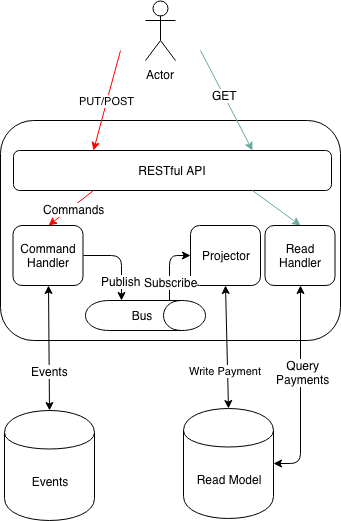 Actor
PUT/POST
GET
RESTful API
Commands
Command
Handler
Projector
Read
Handler
Publish
Subscribe
Bus
Events
Write Payment
Query
Payments
Events
Read Model